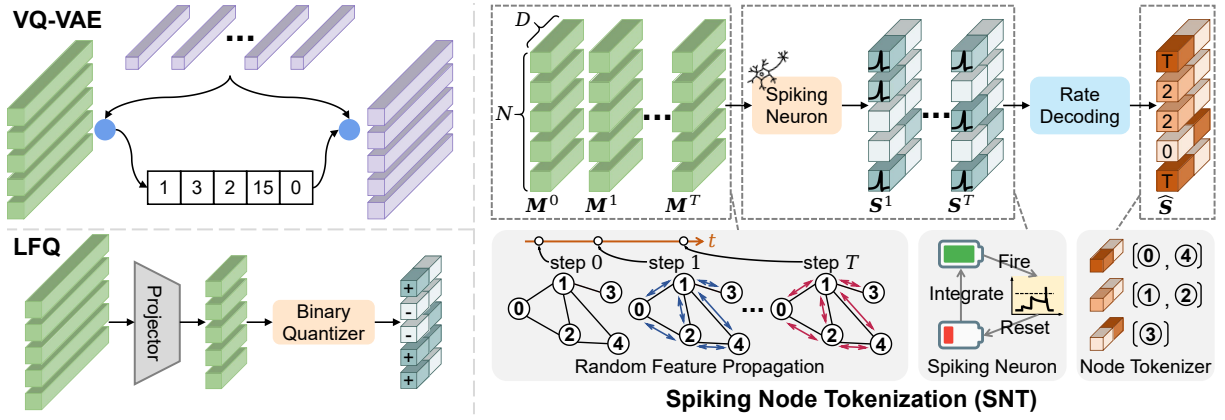 VQ-VAE
...
1 3 2 15 0
LFQ
Projector
Binary
Quantizer
+
-
-
+
+
D
N
...
M⁰ M¹ M^T
Spiking
Neuron
...
S¹ S^T
Rate
Decoding
T
2
2
0
T
Ŝ
t
step 0 step 1 step T
0 1 2 3 4
0 1 2 3 4
...
0 1 2 3 4
Random Feature Propagation
Fire
Integrate
Reset
Spiking Neuron
{0, 4}
{1, 2}
{3}
Node Tokenizer
Spiking Node Tokenization (SNT)